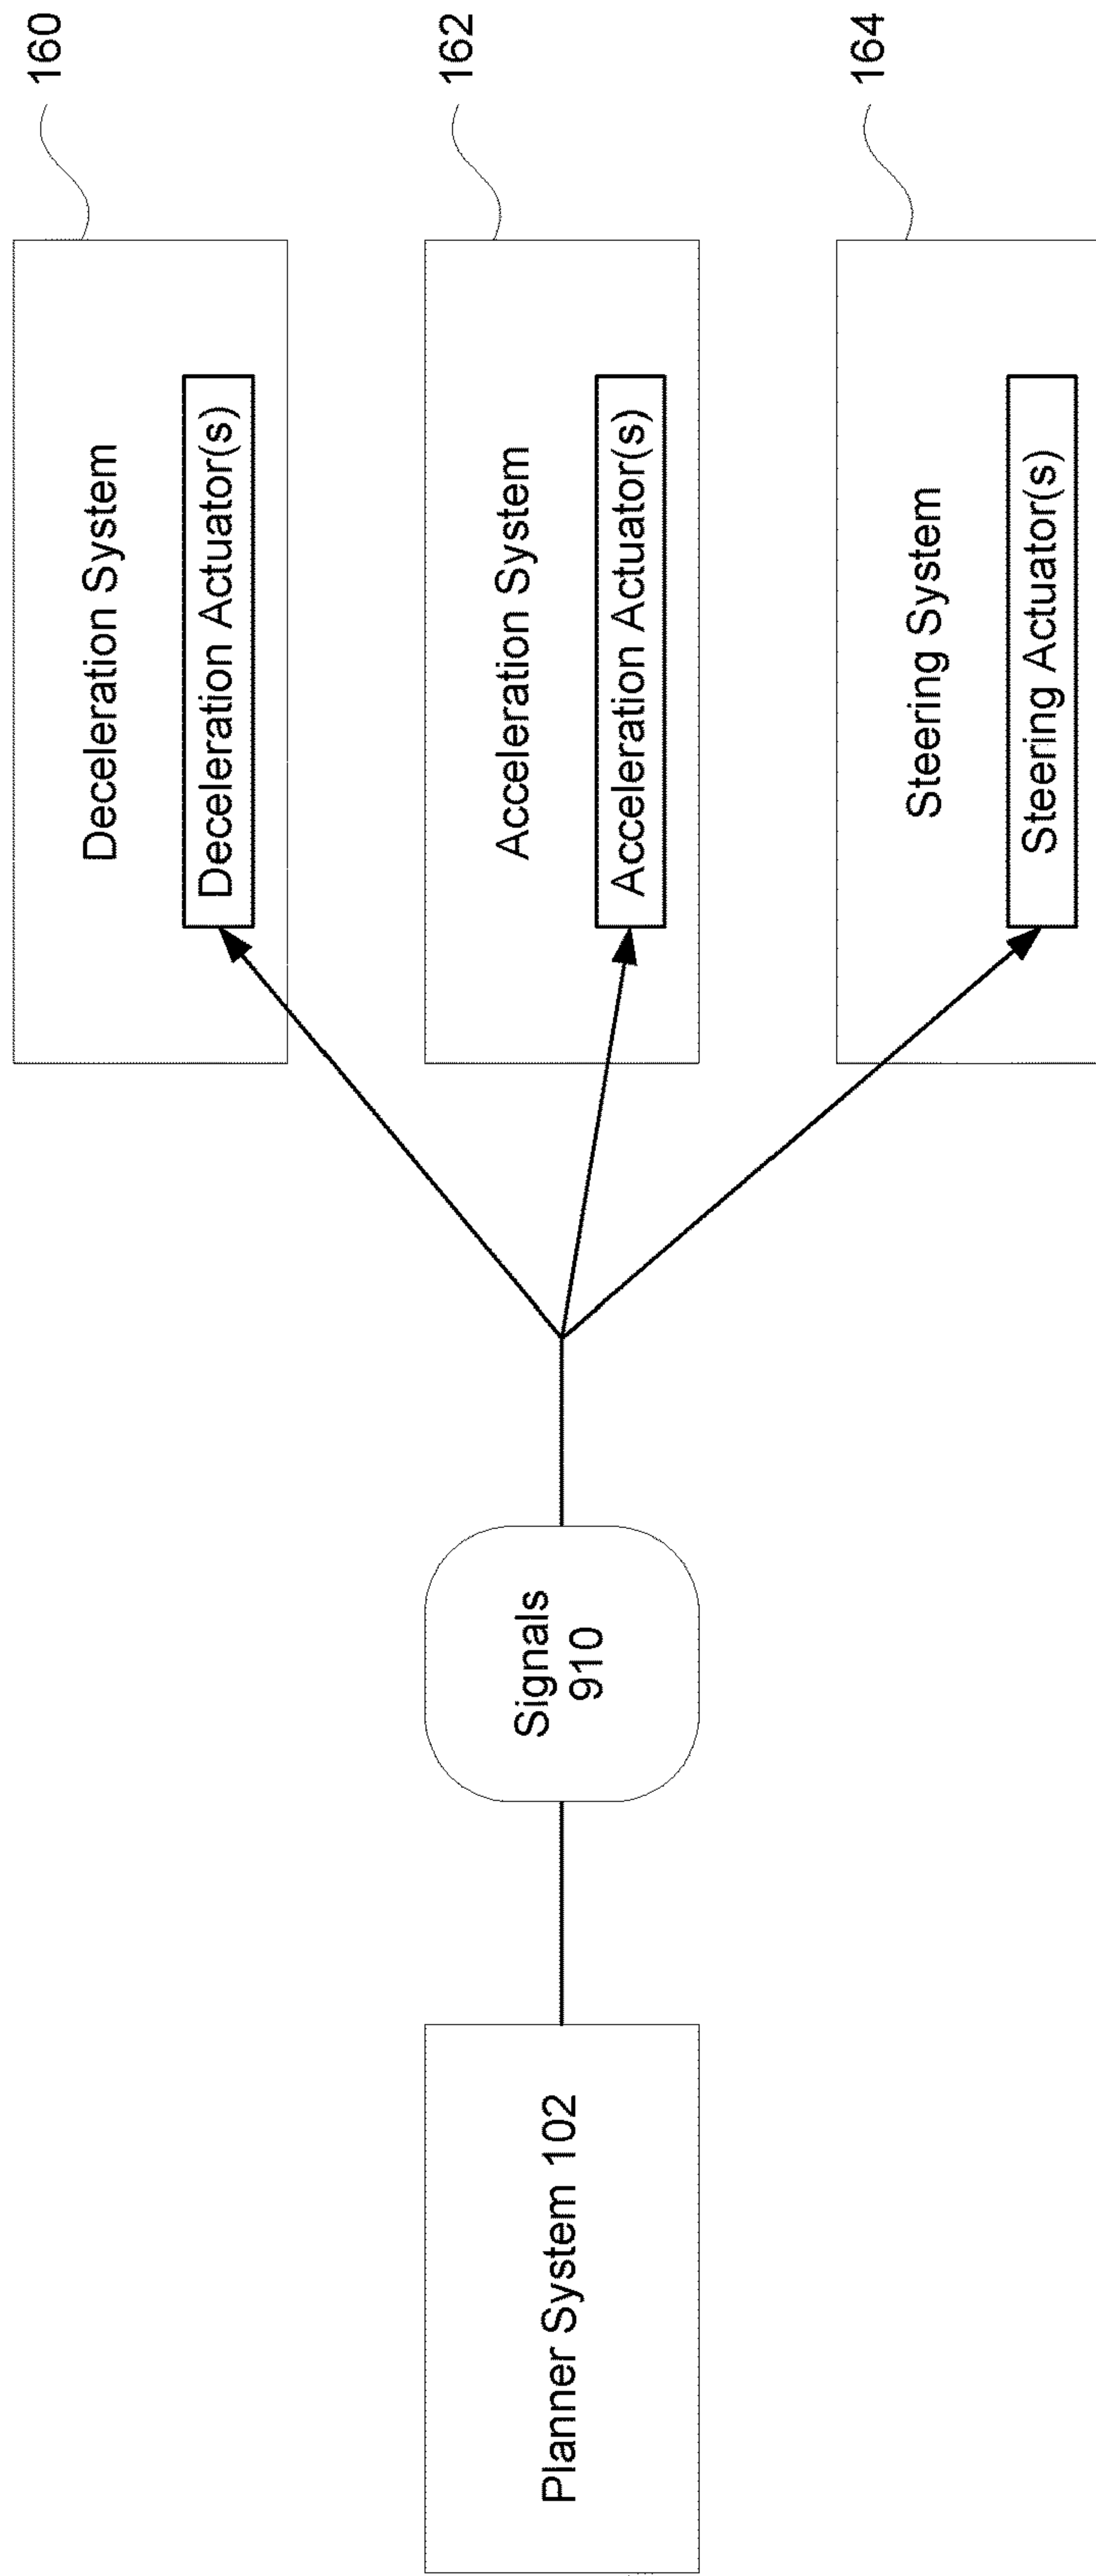 Planner System 102
Signals
910
Deceleration System
Deceleration Actuator(s)
160
Acceleration System
Acceleration Actuator(s)
162
Steering System
Steering Actuator(s)
164